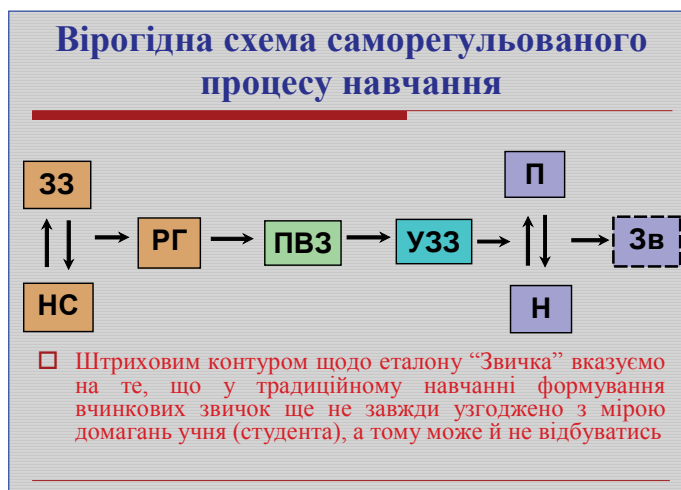 Вірогідна схема саморегульованого
процесу навчання
ЗЗ
НС
РГ
ПВЗ
УЗЗ
П
Н
Зв
Штриховим контуром щодо еталону “Звичка” вказуємо
на те, що у традиційному навчанні формування
вчинкових звичок ще не завжди узгоджено з мірою
домагань учня (студента), а тому може й не відбуватись